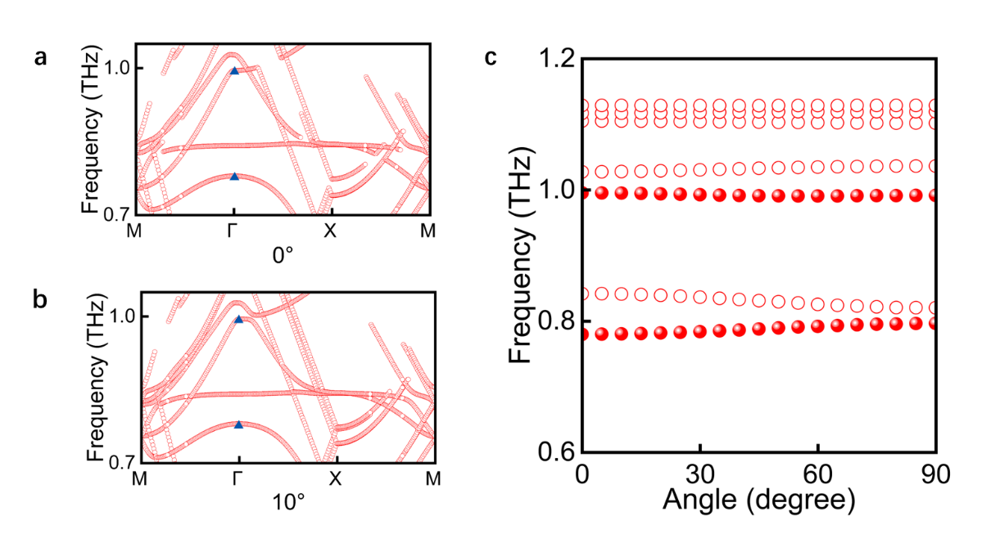 a
Frequency (THz)
1.0
0.7
M Γ X M
0°
b
Frequency (THz)
1.0
0.7
M Γ X M
10°
c
Frequency (THz)
1.2
1.0
0.8
0.6
0 30 60 90
Angle (degree)